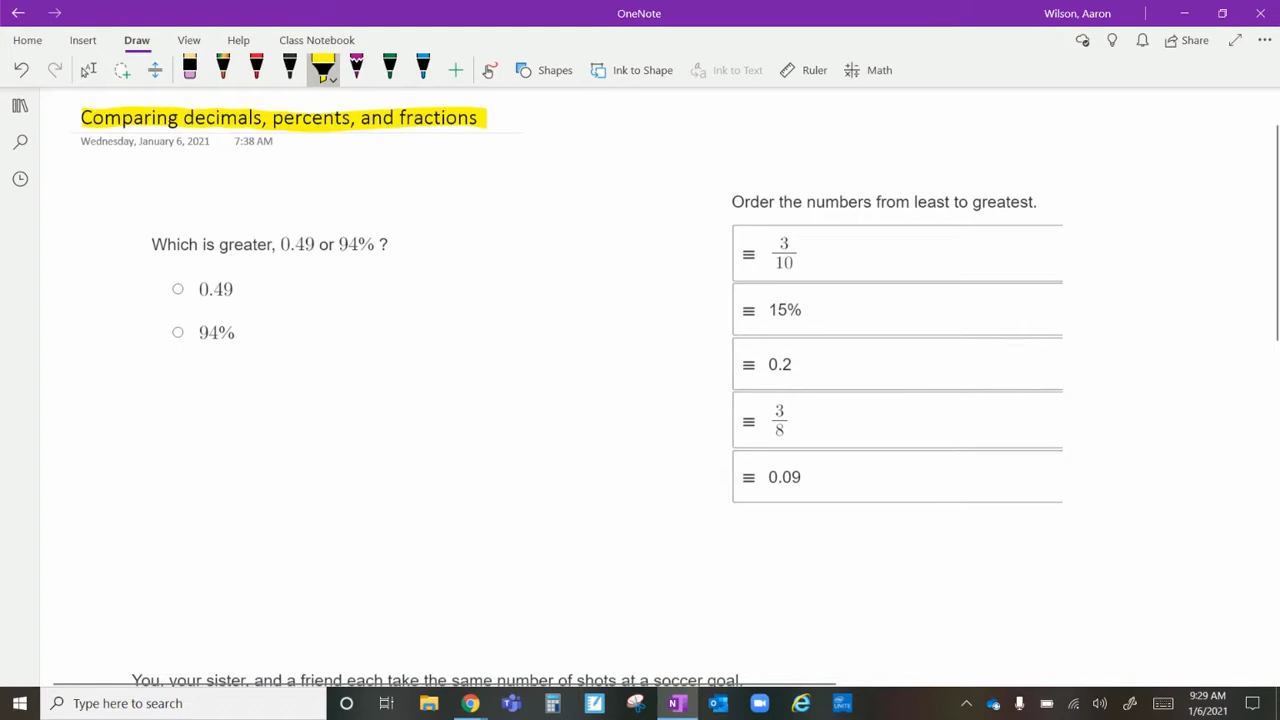 OneNote
Wilson, Aaron
Home Insert Draw View Help Class Notebook
Share
Shapes Ink to Shape Ink to Text Ruler Math
Comparing decimals, percents, and fractions
Wednesday, January 6, 2021 7:38 AM
Which is greater, 0.49 or 94% ?
0.49
94%
Order the numbers from least to greatest.
3/10
15%
0.2
3/8
0.09
You, your sister, and a friend each take the same number of shots at a soccer goal.
Type here to search
9:29 AM
1/6/2021